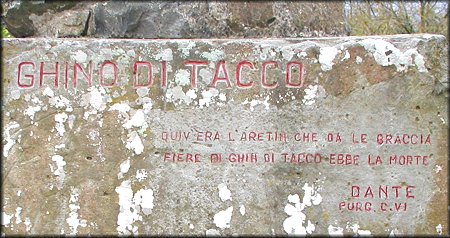 GHINO DI TACCO
QUIV'ERA L'ARETIN CHE DA LE BRACCIA
FIERE DI GHIN DI TACCO EBBE LA MORTE
DANTE
PURG. C. VI